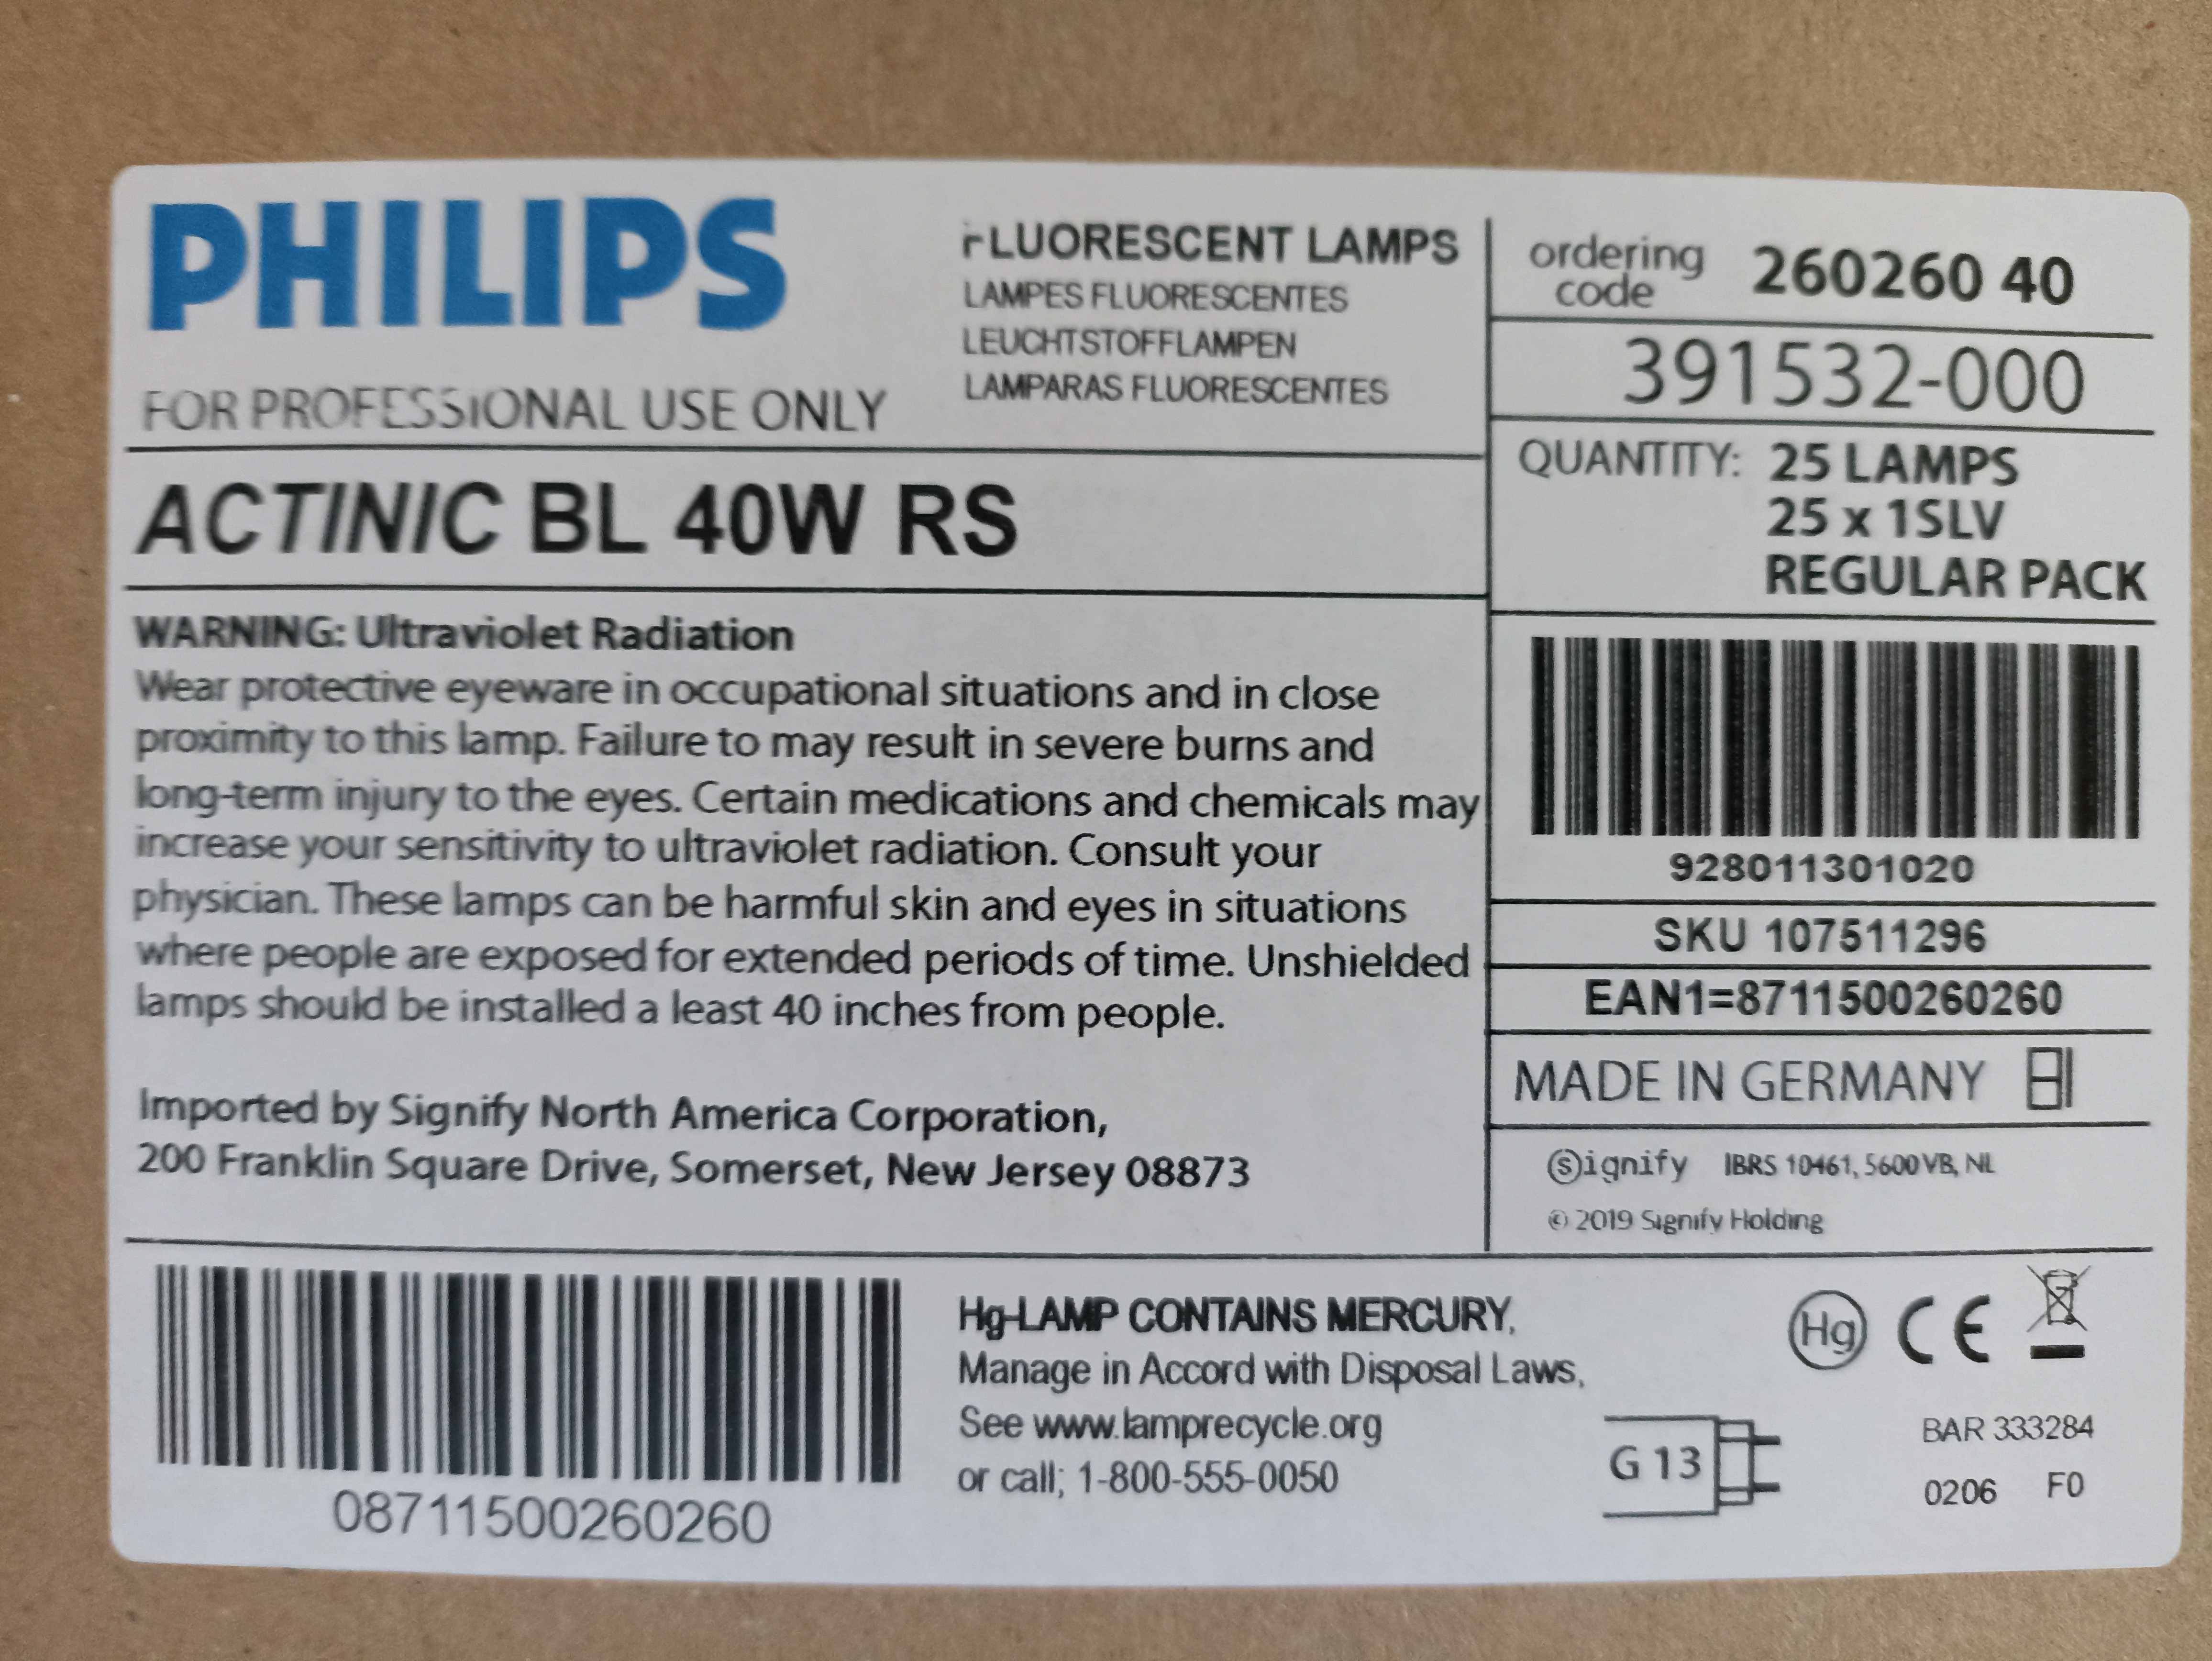 PHILIPS
FOR PROFESSIONAL USE ONLY
FLUORESCENT LAMPS
LAMPES FLUORESCENTES
LEUCHTSTOFFLAMPEN
LAMPARAS FLUORESCENTES
ordering
code 260260 40
391532-000
QUANTITY: 25 LAMPS
25 x 1SLV
REGULAR PACK
ACTINIC BL 40W RS
WARNING: Ultraviolet Radiation
Wear protective eyeware in occupational situations and in close
proximity to this lamp. Failure to may result in severe burns and
long-term injury to the eyes. Certain medications and chemicals may
increase your sensitivity to ultraviolet radiation. Consult your
physician. These lamps can be harmful skin and eyes in situations
where people are exposed for extended periods of time. Unshielded
lamps should be installed a least 40 inches from people.
Imported by Signify North America Corporation,
200 Franklin Square Drive, Somerset, New Jersey 08873
928011301020
SKU 107511296
EAN1=8711500260260
MADE IN GERMANY
Signify IBRS 10461, 5600 VB, NL
© 2019 Signify Holding
08711500260260
Hg-LAMP CONTAINS MERCURY,
Manage in Accord with Disposal Laws,
See www.lamprecycle.org
or call; 1-800-555-0050
Hg CE
G 13
BAR 333284
0206 F0